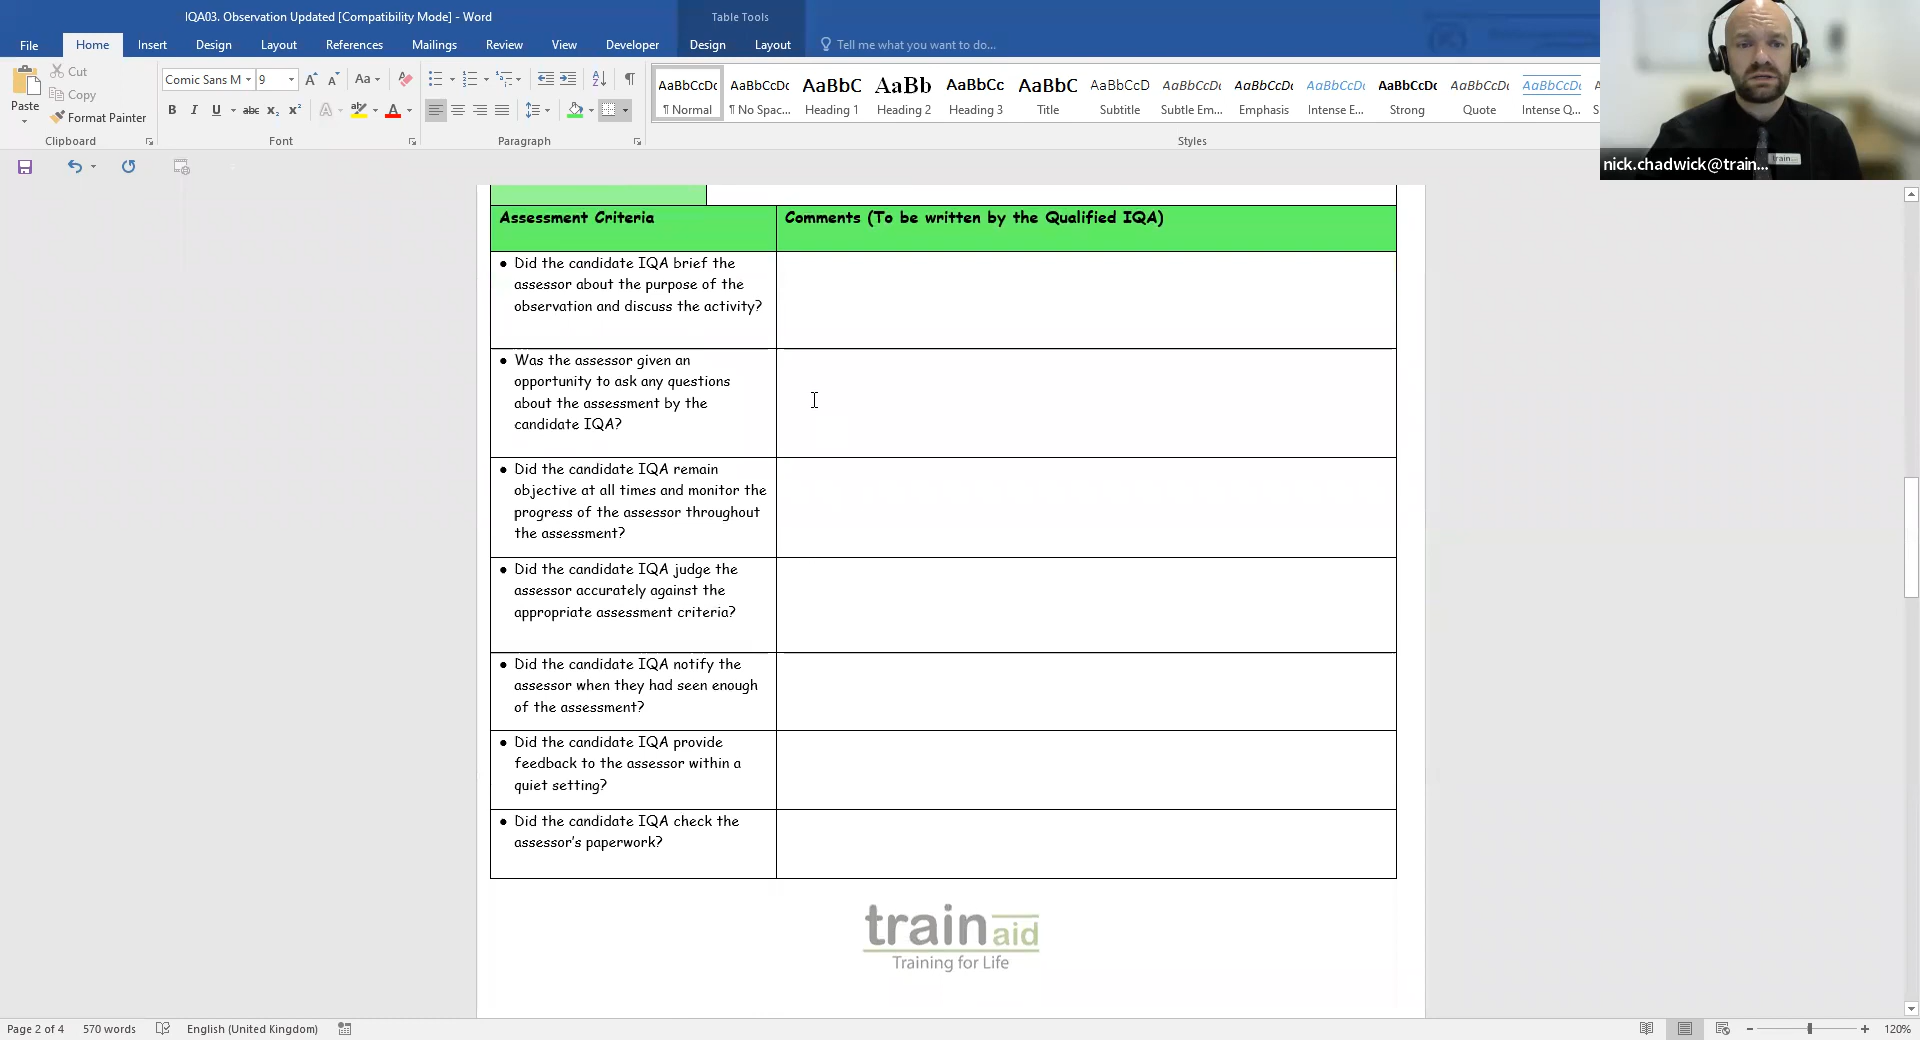 IQA03. Observation Updated [Compatibility Mode] - Word
Table Tools
File Home Insert Design Layout References Mailings Review View Developer Design Layout Tell me what you want to do...
Paste
Cut
Copy
Format Painter
Clipboard
Comic Sans M 9
Font
Paragraph
AaBbCcDc AaBbCcDc AaBbC AaBb AaBbCc AaBbC AaBbCcD AaBbCcDc AaBbCcDc AaBbCcDc AaBbCcDc AaBbCcDc AaBbCcDc
¶ Normal ¶ No Spac... Heading 1 Heading 2 Heading 3 Title Subtitle Subtle Em... Emphasis Intense E... Strong Quote Intense Q...
Styles
train...
nick.chadwick@train...
Assessment Criteria
Comments (To be written by the Qualified IQA)
• Did the candidate IQA brief the
assessor about the purpose of the
observation and discuss the activity?
• Was the assessor given an
opportunity to ask any questions
about the assessment by the
candidate IQA?
• Did the candidate IQA remain
objective at all times and monitor the
progress of the assessor throughout
the assessment?
• Did the candidate IQA judge the
assessor accurately against the
appropriate assessment criteria?
• Did the candidate IQA notify the
assessor when they had seen enough
of the assessment?
• Did the candidate IQA provide
feedback to the assessor within a
quiet setting?
• Did the candidate IQA check the
assessor's paperwork?
train aid
Training for Life
Page 2 of 4 570 words English (United Kingdom) 120%